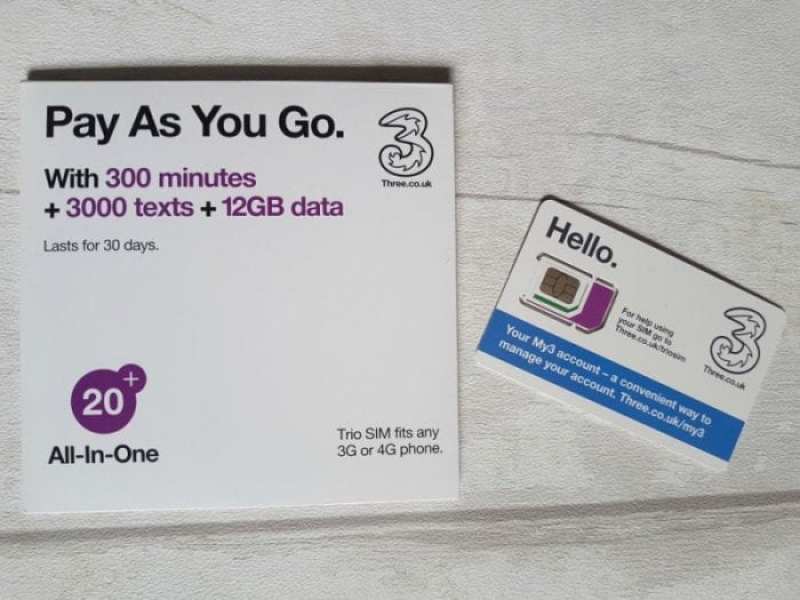 Pay As You Go.
Three.co.uk
With 300 minutes
+ 3000 texts + 12GB data
Lasts for 30 days.
20+
All-In-One
Trio SIM fits any
3G or 4G phone.
Hello.
For help using
your SIM go to
Three.co.uk/triosim
Three.co.uk
Your My3 account – a convenient way to
manage your account. Three.co.uk/my3